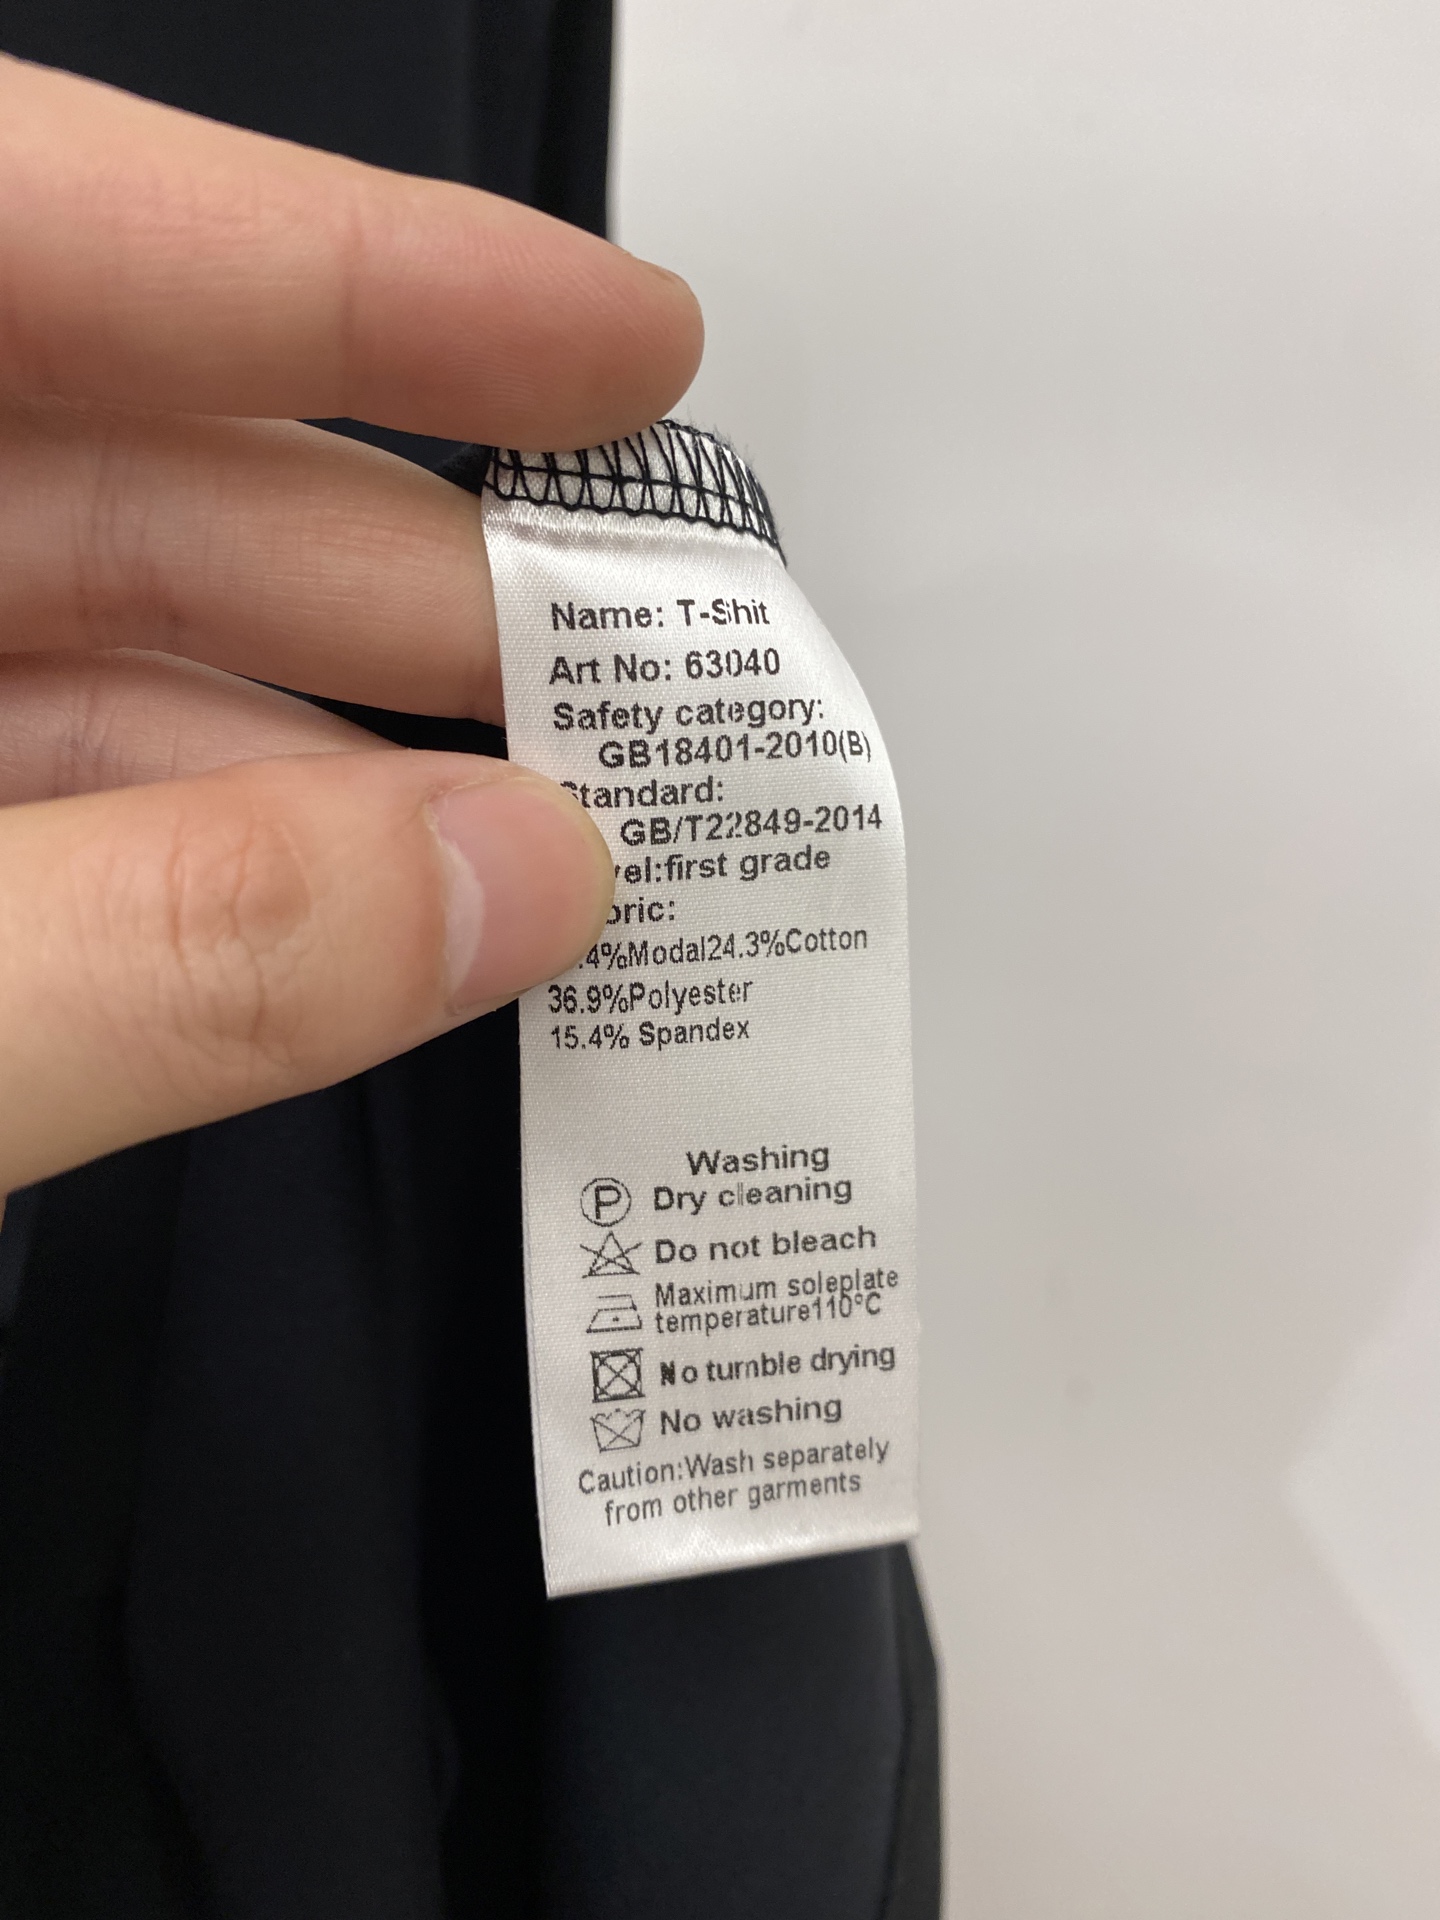 Name: T-Shit
Art No: 63040
Safety category:
GB18401-2010(B)
Standard:
GB/T22849-2014
vel:first grade
bric:
.4%Modal24.3%Cotton
36.9%Polyester
15.4% Spandex
Washing
P Dry cleaning
Do not bleach
Maximum soleplate
temperature110°C
No tumble drying
No washing
Caution:Wash separately
from other garments